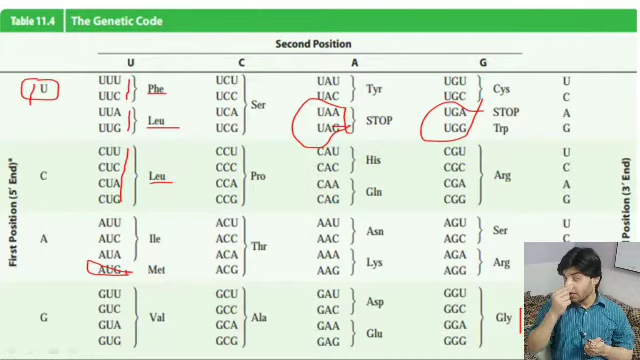 Table 11.4 The Genetic Code
Second Position
U C A G
U UUU Phe UCU Ser UAU Tyr UGU Cys U
UUC UCC UAC UGC C
UUA Leu UCA UAA STOP UGA STOP A
UUG UCG UAG UGG Trp G
C CUU Leu CCU Pro CAU His CGU Arg U
CUC CCC CAC CGC C
CUA CCA CAA Gln CGA A
CUG CCG CAG CGG G
A AUU Ile ACU Thr AAU Asn AGU Ser U
AUC ACC AAC AGC C
AUA ACA AAA Lys AGA Arg
AUG Met ACG AAG AGG
G GUU Val GCU Ala GAU Asp GGU Gly
GUC GCC GAC GGC
GUA GCA GAA Glu GGA
GUG GCG GAG GGG
First Position (5' End)*
Position (3' End)